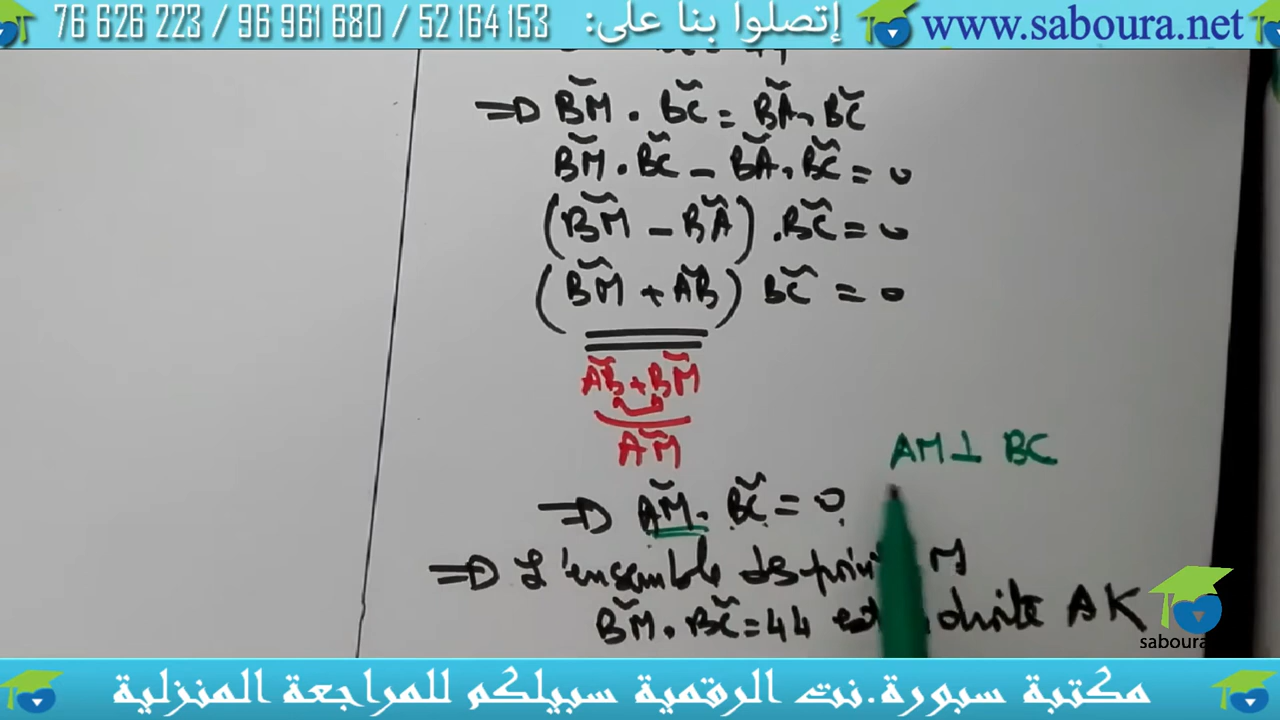 76 626 223 / 96 961 680 / 52 164 153 إتصلوا بنا على: www.saboura.net
=> BM . BC = BA . BC
BM . BC - BA . BC = 0
(BM - BA) . BC = 0
(BM + AB) BC = 0
AB + BM
AM
AM ⊥ BC
=> AM . BC = 0
=> L'ensemble des M
BM . BC = 44 droite AK
saboura
مكتبة سبورة.نت الرقمية سبيلكم للمراجعة المنزلية